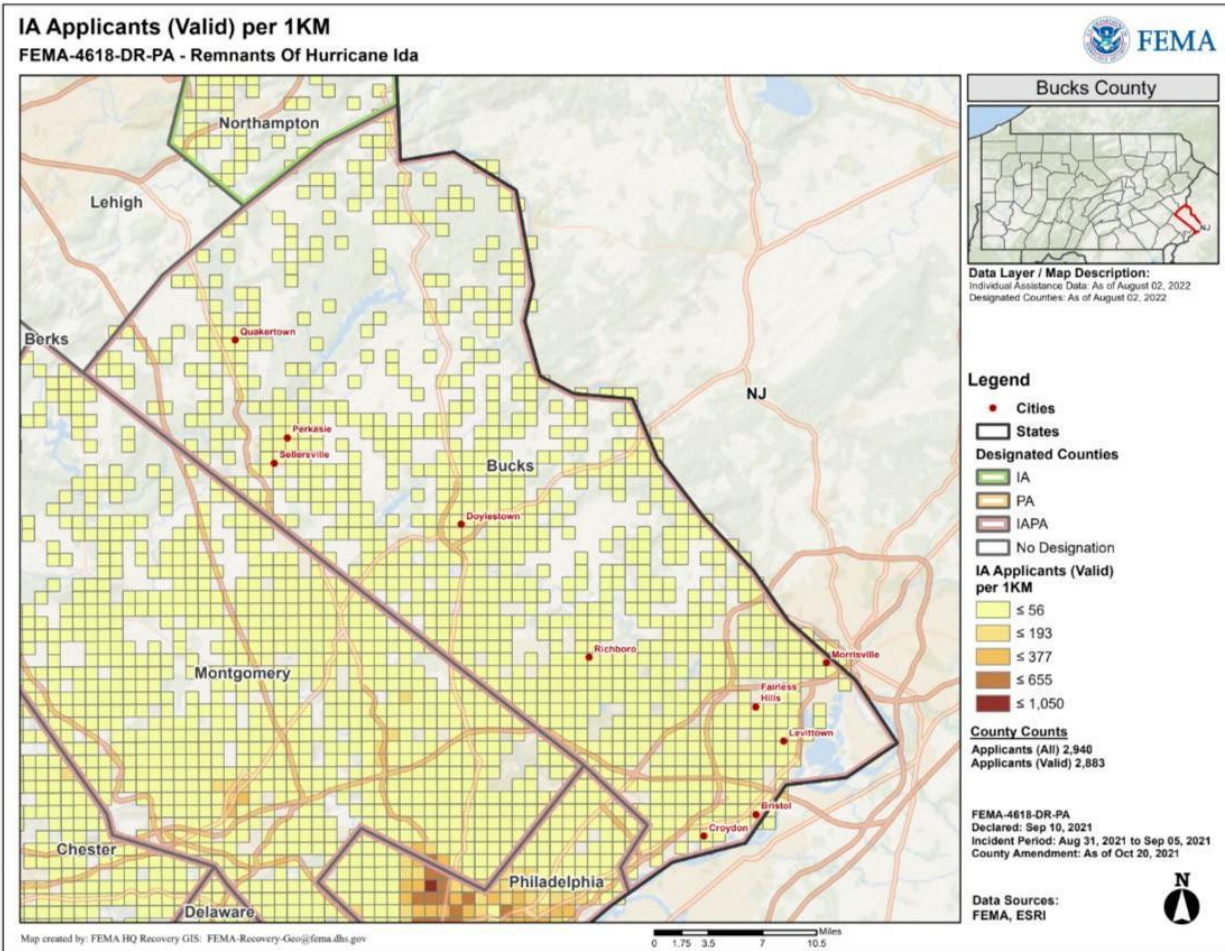 IA Applicants (Valid) per 1KM
FEMA-4618-DR-PA - Remnants Of Hurricane Ida
FEMA
Bucks County
NJ
Data Layer / Map Description:
Individual Assistance Data: As of August 02, 2022
Designated Counties: As of August 02, 2022
Northampton
Lehigh
Berks
Quakertown
NJ
Perkasie
Sellersville
Bucks
Doylestown
Richboro
Morrisville
Montgomery
Fairless
Hills
Levittown
Bristol
Croydon
Chester
Philadelphia
Delaware
Legend
Cities
States
Designated Counties
IA
PA
IAPA
No Designation
IA Applicants (Valid)
per 1KM
≤ 56
≤ 193
≤ 377
≤ 655
≤ 1,050
County Counts
Applicants (All) 2,940
Applicants (Valid) 2,883
FEMA-4618-DR-PA
Declared: Sep 10, 2021
Incident Period: Aug 31, 2021 to Sep 05, 2021
County Amendment: As of Oct 20, 2021
Data Sources:
FEMA, ESRI
N
Map created by: FEMA HQ Recovery GIS: FEMA-Recovery-Geo@fema.dhs.gov
Miles
0 1.75 3.5 7 10.5